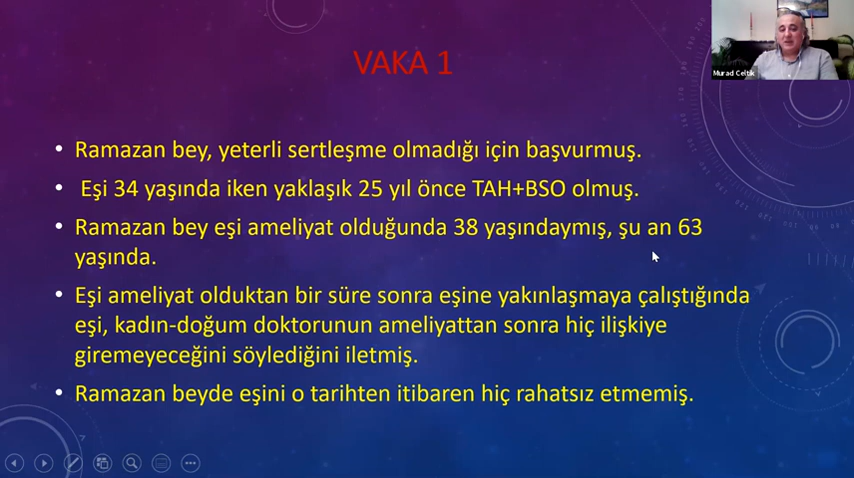 VAKA 1
Murad Celtik
• Ramazan bey, yeterli sertleşme olmadığı için başvurmuş.
• Eşi 34 yaşında iken yaklaşık 25 yıl önce TAH+BSO olmuş.
• Ramazan bey eşi ameliyat olduğunda 38 yaşındaymış, şu an 63
yaşında.
• Eşi ameliyat olduktan bir süre sonra eşine yakınlaşmaya çalıştığında
eşi, kadın-doğum doktorunun ameliyattan sonra hiç ilişkiye
giremeyeceğini söylediğini iletmiş.
• Ramazan beyde eşini o tarihten itibaren hiç rahatsız etmemiş.